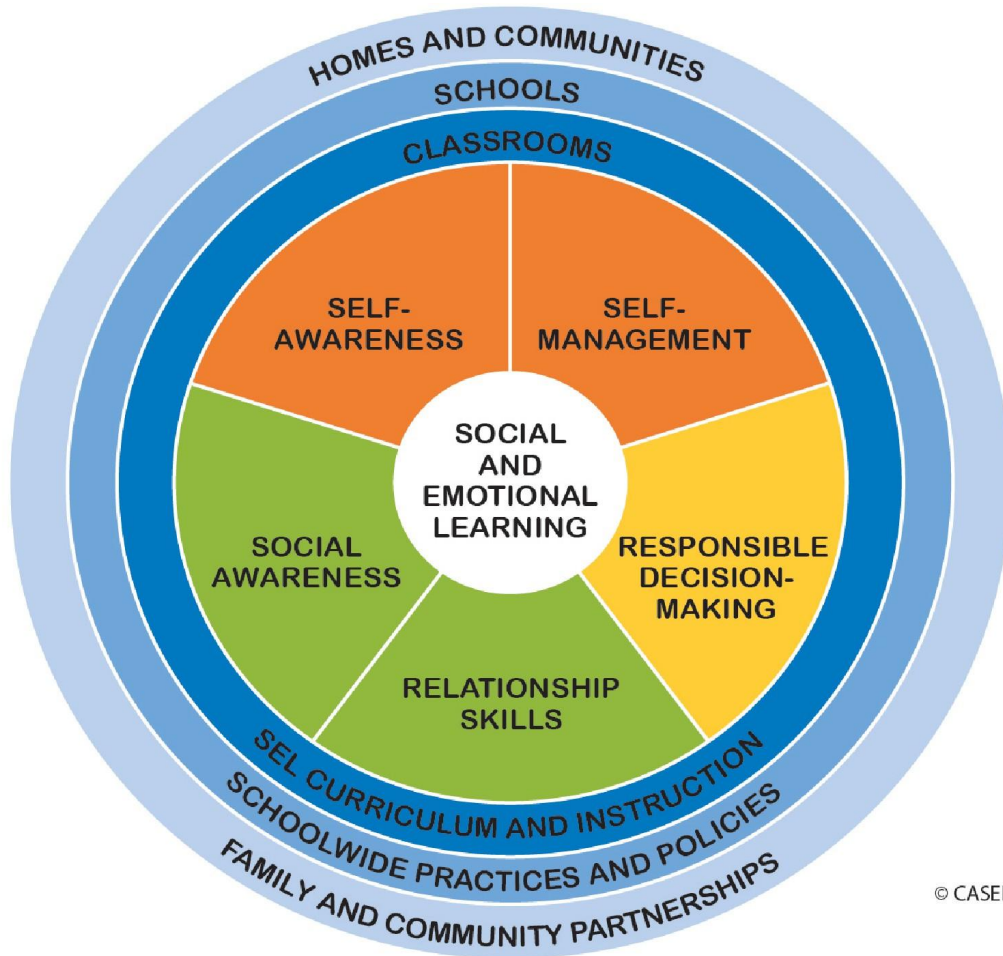 HOMES AND COMMUNITIES
SCHOOLS
CLASSROOMS
SELF-
AWARENESS
SELF-
MANAGEMENT
SOCIAL
AND
EMOTIONAL
LEARNING
SOCIAL
AWARENESS
RESPONSIBLE
DECISION-
MAKING
RELATIONSHIP
SKILLS
SEL CURRICULUM AND INSTRUCTION
SCHOOLWIDE PRACTICES AND POLICIES
FAMILY AND COMMUNITY PARTNERSHIPS